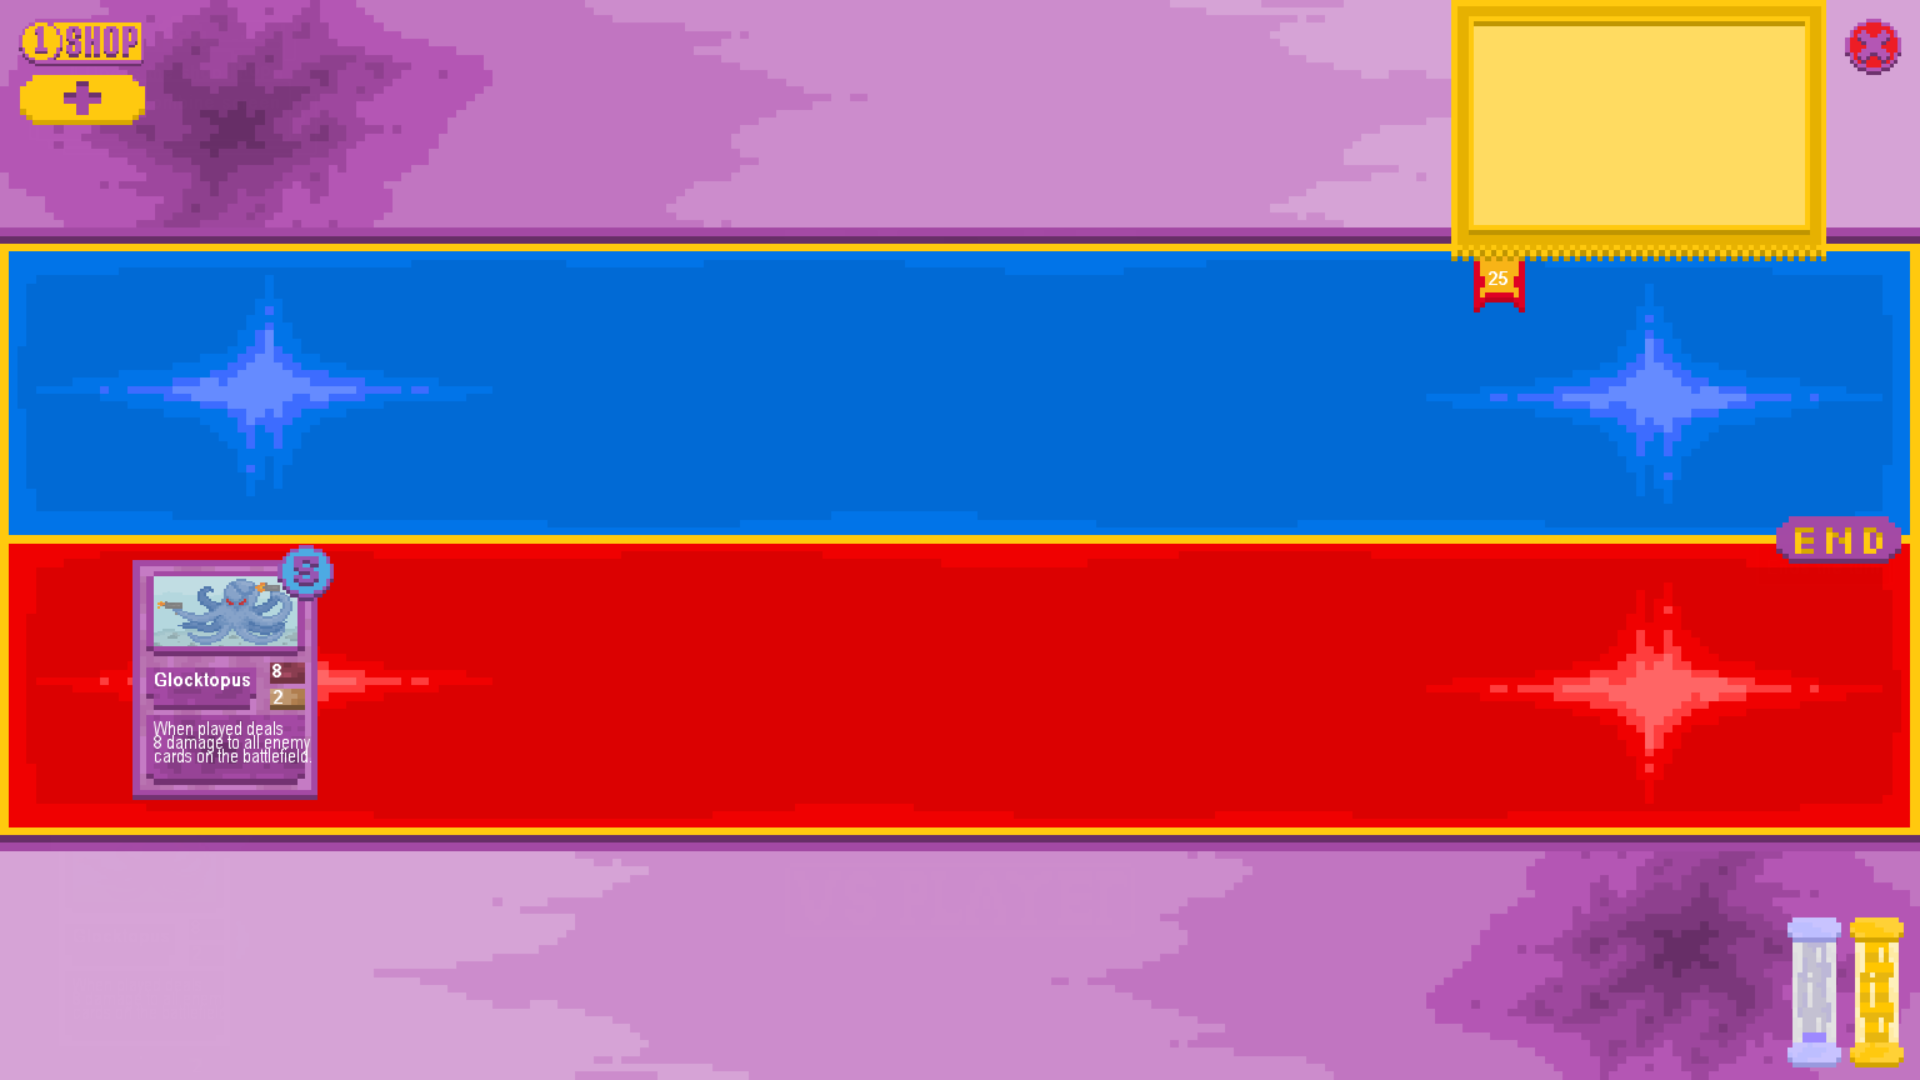 1 SHOP
+
25
END
8
Glocktopus
8
2
When played deals
8 damage to all enemy
cards on the battlefield.